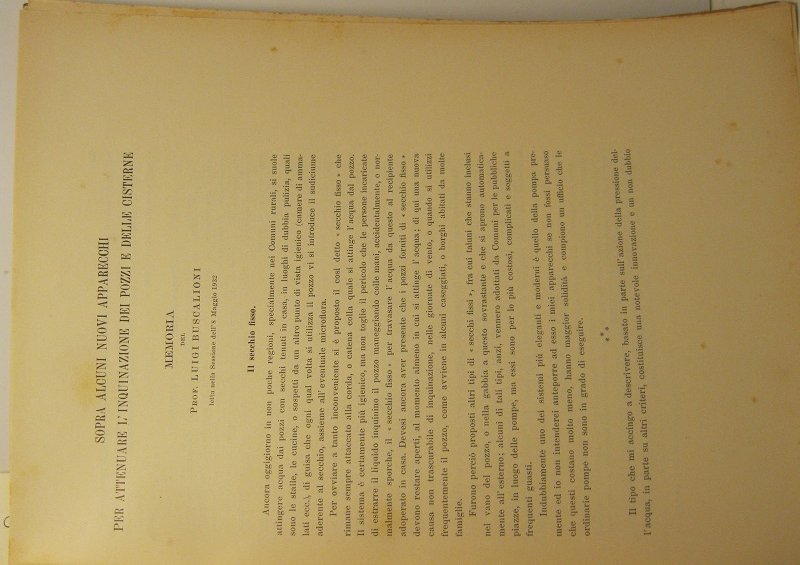 SOPRA ALCUNI NUOVI APPARECCHI
PER ATTENUARE L'INQUINAZIONE DEI POZZI E DELLE CISTERNE
MEMORIA
DEL
PROF. LUIGI BUSCALIONI
letta nella Sessione dell'8 Maggio 1932
Il secchio fisso.
Ancora oggigiorno in non poche regioni, specialmente nei Comuni rurali, si suole
attingere acqua dai pozzi con secchi tenuti in casa, in luoghi di dubbia pulizia, quali
sono le stalle, le cucine, o sospetti da un altro punto di vista igienico (camere di amma-
lati ecc.), di guisa che ogni qual volta si utilizza il pozzo vi si introduce il sudiciume
aderente al secchio, assieme all'eventuale microflora.
Per ovviare a tanto inconveniente si è proposto il così detto « secchio fisso » che
rimane sempre attaccato alla corda, o catena colla quale si attinge l'acqua dal pozzo.
Il sistema è certamente più igienico, ma non toglie il pericolo che le persone incaricate
di estrarre il liquido inquinino il pozzo maneggiando colle mani, accidentalmente, o nor-
malmente sporche, il « secchio fisso » per travasare l'acqua da questo al recipiente
adoperato in casa. Devesi ancora aver presente che i pozzi forniti di « secchio fisso »
devono restare aperti, al momento almeno in cui si attinge l'acqua; di qui una nuova
causa non trascurabile di inquinazione, nelle giornate di vento, o quando si utilizzi
frequentemente il pozzo, come avviene in alcuni caseggiati, o borghi abitati da molte
famiglie.
Furono perciò proposti altri tipi di « secchi fissi », fra cui taluni che stanno inclusi
nel vano del pozzo, o nella gabbia a questo sovrastante e che si aprono automatica-
mente all'esterno; alcuni di tali tipi, anzi, vennero adottati da Comuni per le pubbliche
piazze, in luogo delle pompe, ma essi sono per lo più costosi, complicati e soggetti a
frequenti guasti.
Indubbiamente uno dei sistemi più eleganti e moderni è quello della pompa pre-
mente ed io non intenderei anteporre ad esso i miei apparecchi se non fossi persuaso
che questi costano molto meno, hanno maggior solidità e compiono un ufficio che le
ordinarie pompe non sono in grado di eseguire.
* * *
Il tipo che mi accingo a descrivere, basato in parte sull'azione della pressione del-
l'acqua, in parte su altri criteri, costituisce una notevole innovazione e un non dubbio